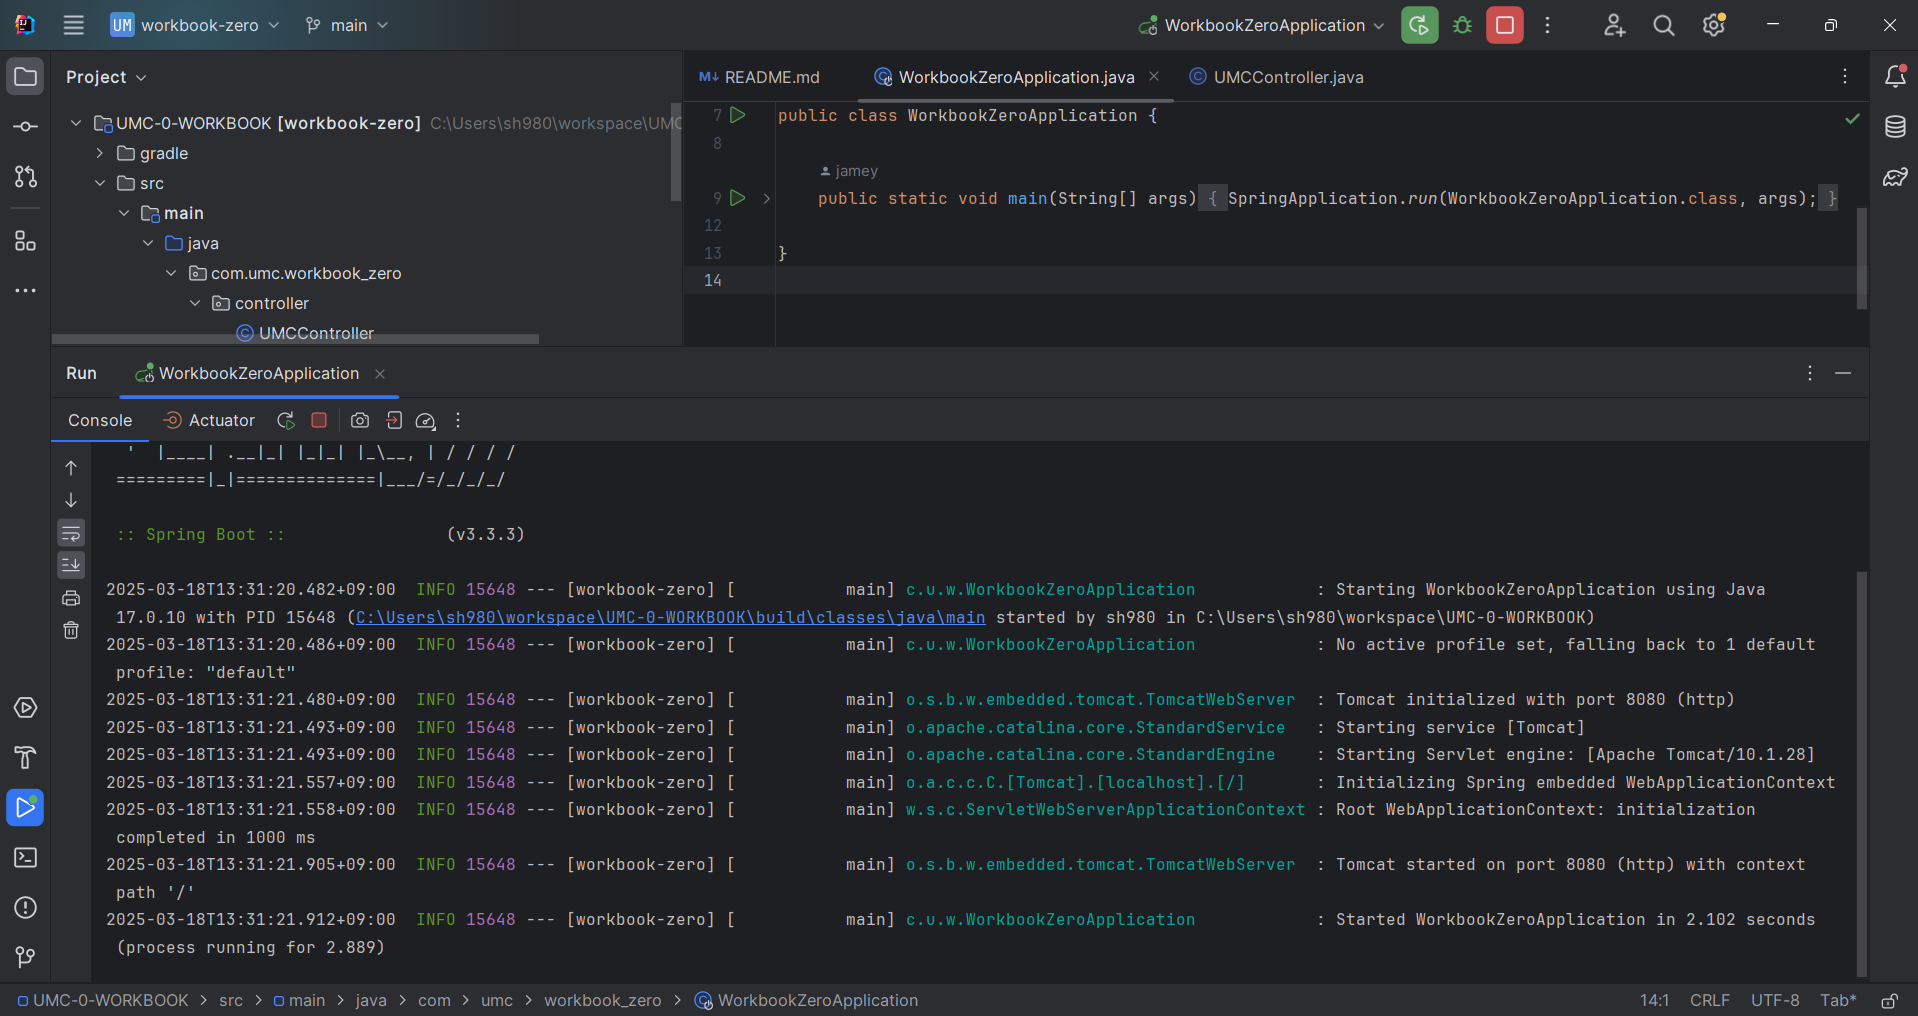 UM workbook-zero main WorkbookZeroApplication
Project
UMC-0-WORKBOOK [workbook-zero] C:\Users\sh980\workspace\UMC
gradle
src
main
java
com.umc.workbook_zero
controller
UMCController
M↓ README.md WorkbookZeroApplication.java UMCController.java
7 public class WorkbookZeroApplication {
8
jamey
9 public static void main(String[] args) { SpringApplication.run(WorkbookZeroApplication.class, args); }
12
13 }
14
Run WorkbookZeroApplication
Console Actuator
' |____| .__|_| |_|_| |_\__, | / / / /
=========|_|==============|___/=/_/_/_/
:: Spring Boot :: (v3.3.3)
2025-03-18T13:31:20.482+09:00 INFO 15648 --- [workbook-zero] [ main] c.u.w.WorkbookZeroApplication : Starting WorkbookZeroApplication using Java
17.0.10 with PID 15648 (C:\Users\sh980\workspace\UMC-0-WORKBOOK\build\classes\java\main started by sh980 in C:\Users\sh980\workspace\UMC-0-WORKBOOK)
2025-03-18T13:31:20.486+09:00 INFO 15648 --- [workbook-zero] [ main] c.u.w.WorkbookZeroApplication : No active profile set, falling back to 1 default
profile: "default"
2025-03-18T13:31:21.480+09:00 INFO 15648 --- [workbook-zero] [ main] o.s.b.w.embedded.tomcat.TomcatWebServer : Tomcat initialized with port 8080 (http)
2025-03-18T13:31:21.493+09:00 INFO 15648 --- [workbook-zero] [ main] o.apache.catalina.core.StandardService : Starting service [Tomcat]
2025-03-18T13:31:21.493+09:00 INFO 15648 --- [workbook-zero] [ main] o.apache.catalina.core.StandardEngine : Starting Servlet engine: [Apache Tomcat/10.1.28]
2025-03-18T13:31:21.557+09:00 INFO 15648 --- [workbook-zero] [ main] o.a.c.c.C.[Tomcat].[localhost].[/] : Initializing Spring embedded WebApplicationContext
2025-03-18T13:31:21.558+09:00 INFO 15648 --- [workbook-zero] [ main] w.s.c.ServletWebServerApplicationContext : Root WebApplicationContext: initialization
completed in 1000 ms
2025-03-18T13:31:21.905+09:00 INFO 15648 --- [workbook-zero] [ main] o.s.b.w.embedded.tomcat.TomcatWebServer : Tomcat started on port 8080 (http) with context
path '/'
2025-03-18T13:31:21.912+09:00 INFO 15648 --- [workbook-zero] [ main] c.u.w.WorkbookZeroApplication : Started WorkbookZeroApplication in 2.102 seconds
(process running for 2.889)
UMC-0-WORKBOOK > src > main > java > com > umc > workbook_zero > WorkbookZeroApplication 14:1 CRLF UTF-8 Tab*